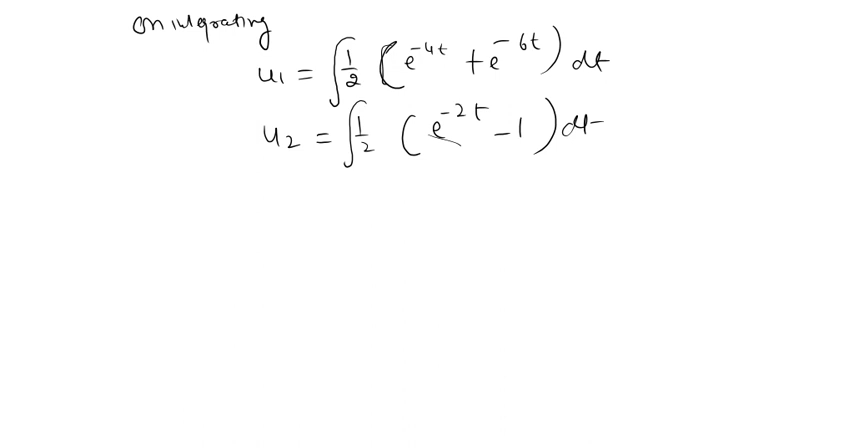 On integrating
u₁ = ∫ 1/2 (e^-4t + e^-6t) dt
u₂ = ∫ 1/2 (e^-2t - 1) dt